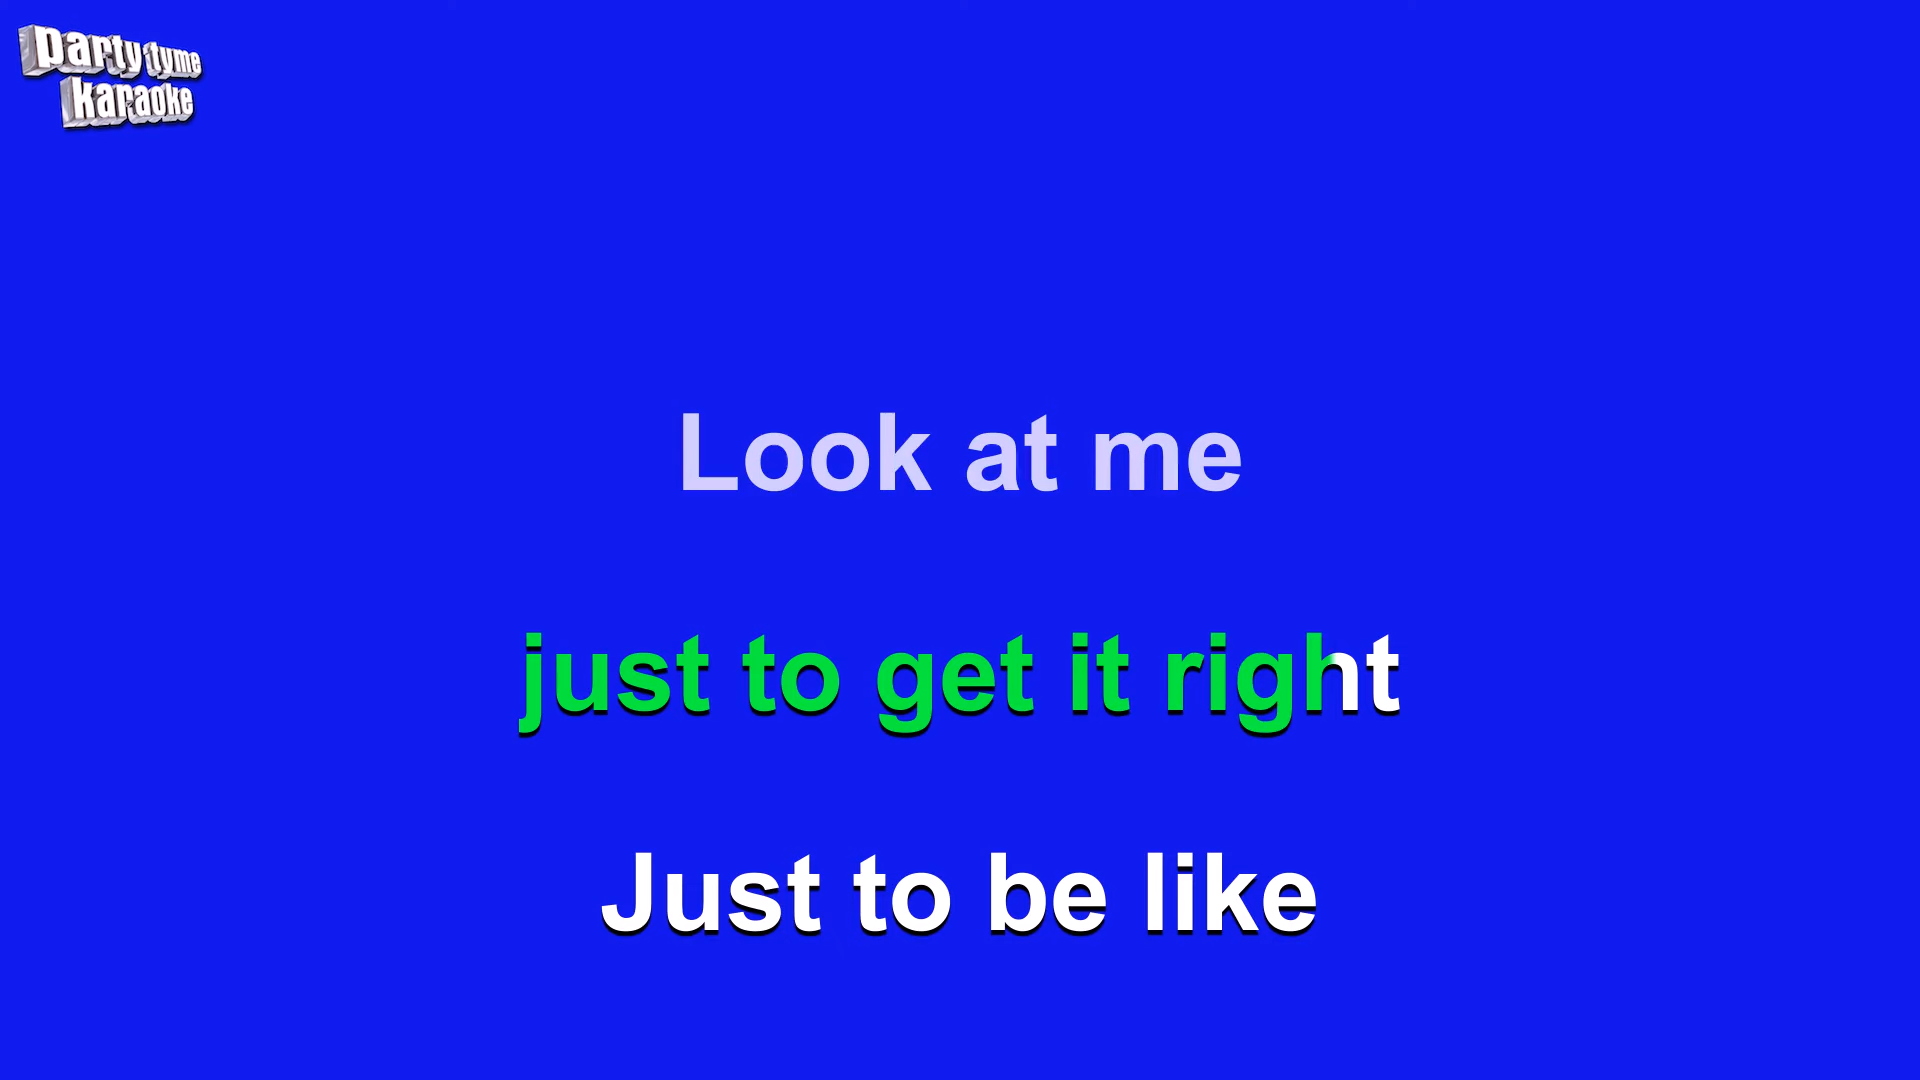 party tyme
karaoke
Look at me
just to get it right
Just to be like